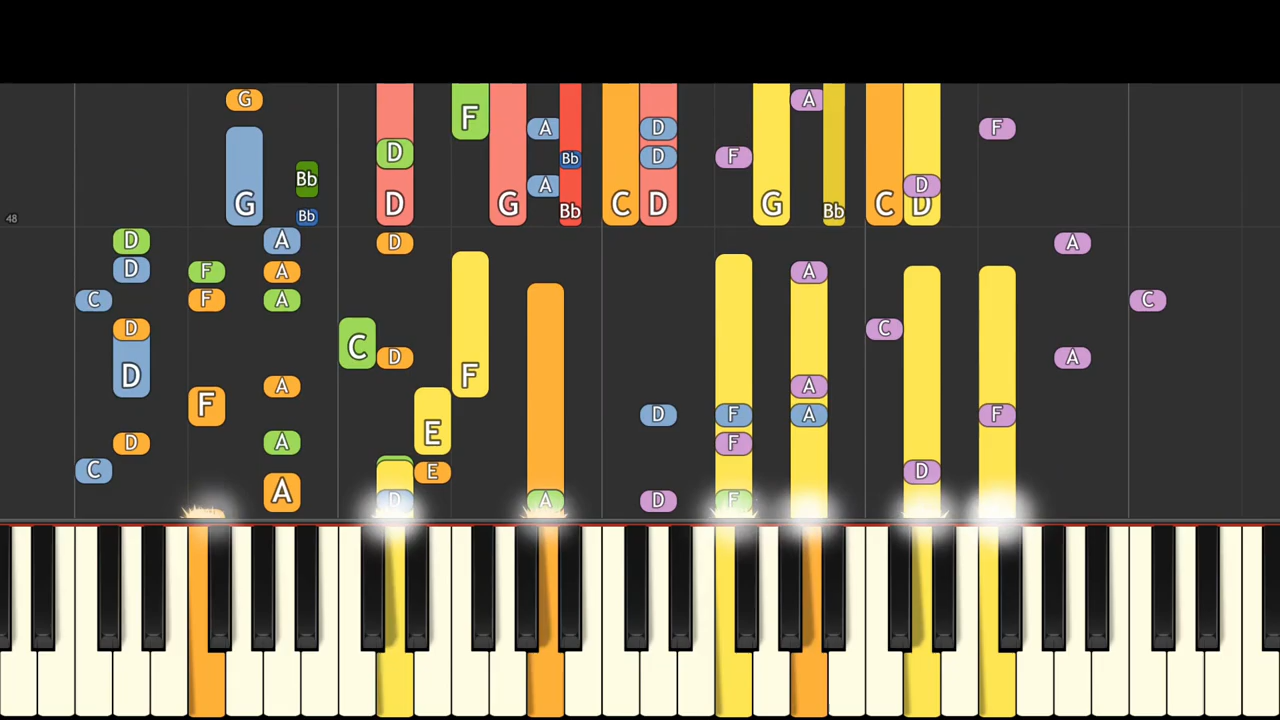 G A
F
A D F
D D F
Bb Bb A D
Bb
G D G C D G C D
Bb Bb
48
D A D A
D F A A
C F A C
D C D C
D F A A
F A
E
D A D F A F
C A E F D
A D A D F